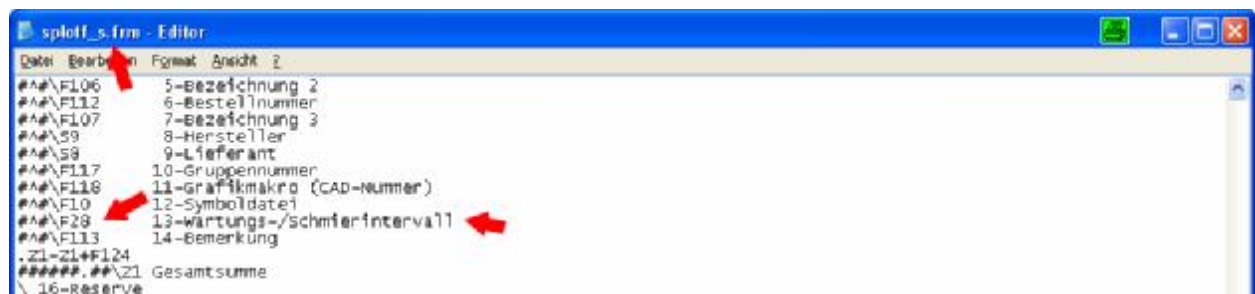 splotf_s.frm - Editor
Datei Bearbeiten Format Ansicht ?
#^#\F106 5-Bezeichnung 2
#^#\F112 6-Bestellnummer
#^#\F107 7-Bezeichnung 3
#^#\S9 8-Hersteller
#^#\S8 9-Lieferant
#^#\F117 10-Gruppennummer
#^#\F118 11-Grafikmakro (CAD-Nummer)
#^#\F10 12-Symboldatei
#^#\F28 13-Wartungs-/Schmierintervall
#^#\F113 14-Bemerkung
.Z1=Z1+F124
######.##\Z1 Gesamtsumme
\ 16-Reserve